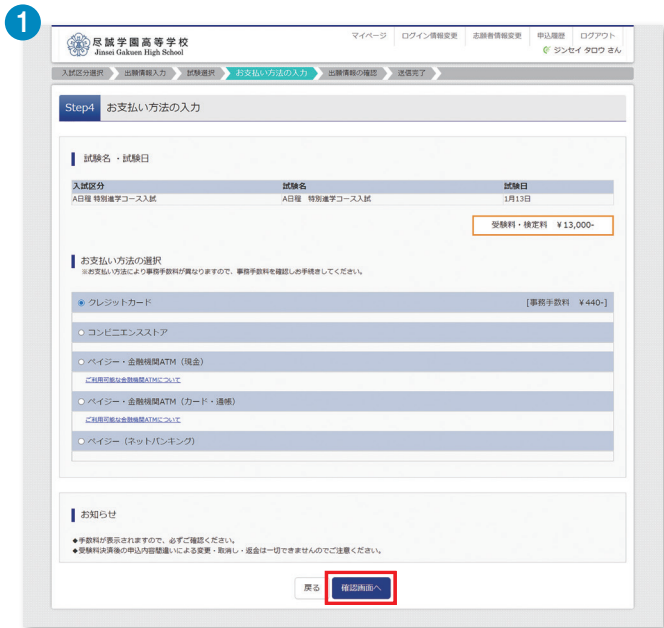 1
尽誠学園高等学校
Jinsei Gakuen High School
マイページ ログイン情報変更 志願者情報変更 申込履歴 ログアウト
ジンセイ タロウ さん
入試区分選択 出願情報入力 試験選択 お支払い方法の入力 出願情報の確認 送信完了
Step4 お支払い方法の入力
試験名 ・試験日
入試区分 試験名 試験日
A日程 特別進学コース入試 A日程 特別進学コース入試 1月13日
受験料・検定料 ¥13,000-
お支払い方法の選択
※お支払い方法により事務手数料が異なりますので、事務手数料を確認しお手続きしてください。
クレジットカード [事務手数料 ¥440-]
コンビニエンスストア
ペイジー・金融機関ATM（現金）
ご利用可能な金融機関ATMについて
ペイジー・金融機関ATM（カード・通帳）
ご利用可能な金融機関ATMについて
ペイジー（ネットバンキング）
お知らせ
◆手数料が表示されますので、必ずご確認ください。
◆受験料決済後の申込内容間違いによる変更・取消し・返金は一切できませんのでご注意ください。
戻る 確認画面へ